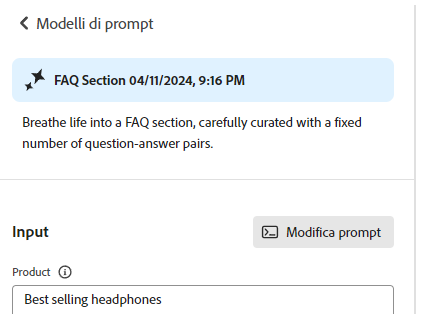 Modelli di prompt
FAQ Section 04/11/2024, 9:16 PM
Breathe life into a FAQ section, carefully curated with a fixed
number of question-answer pairs.
Input
Modifica prompt
Product
Best selling headphones